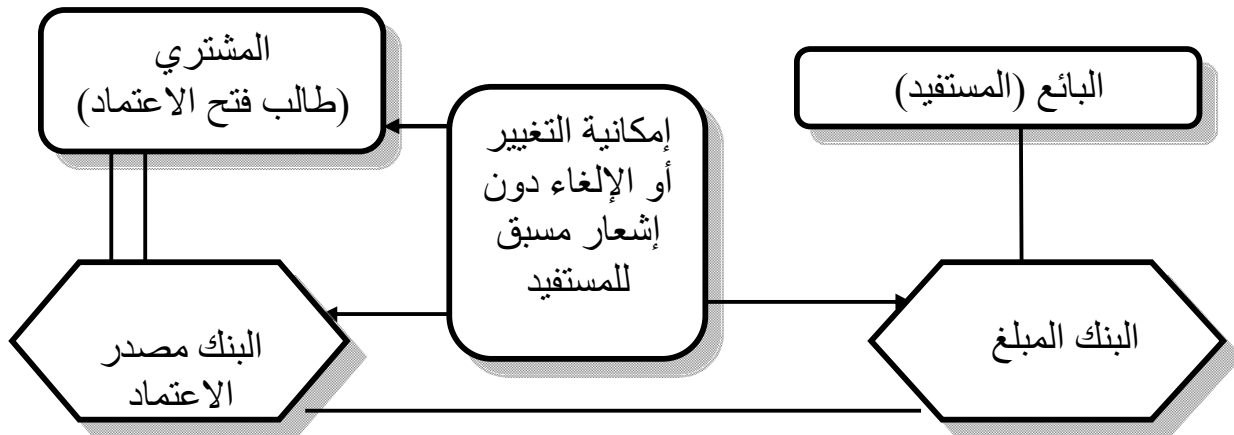 البائع (المستفيد)
المشتري
(طالب فتح الاعتماد)
إمكانية التغيير
أو الإلغاء دون
إشعار مسبق
للمستفيد
البنك المبلغ
البنك مصدر
الاعتماد